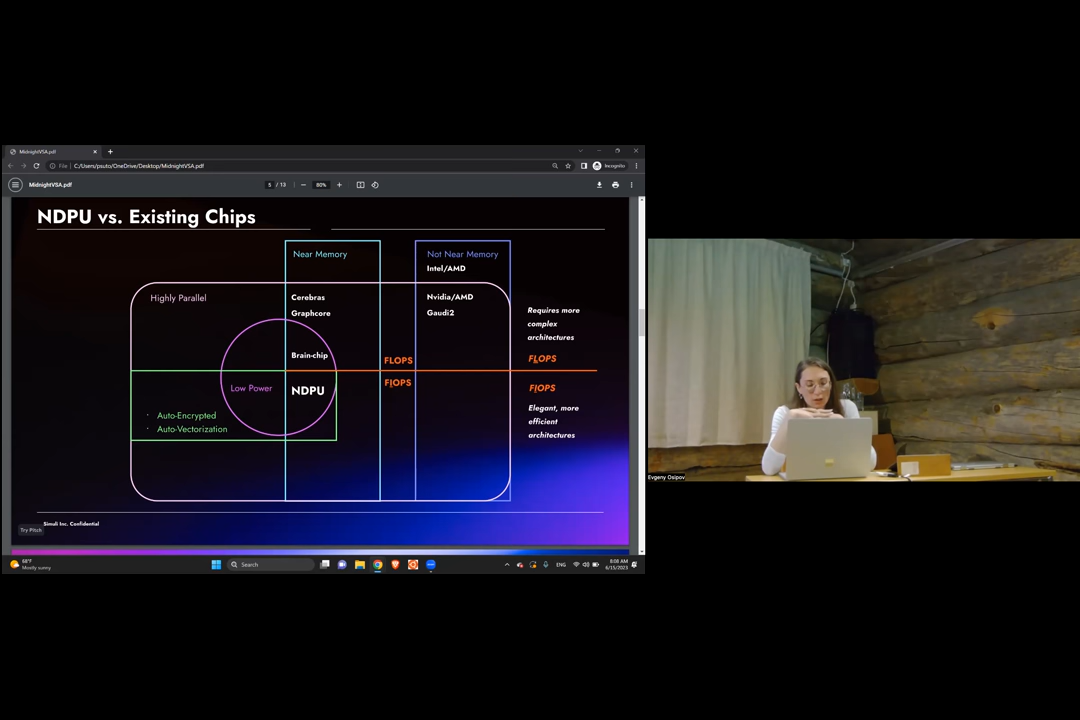 MidnightVSA.pdf
File
C:/Users/psuto/OneDrive/Desktop/MidnightVSA.pdf
Incognito
MidnightVSA.pdf
5 / 13
80%
NDPU vs. Existing Chips
Near Memory
Not Near Memory
Intel/AMD
Highly Parallel
Cerebras
Graphcore
Nvidia/AMD
Gaudi2
Requires more
complex
architectures
Brain-chip
FLOPS
FLOPS
Low Power
NDPU
FIOPS
FIOPS
· Auto-Encrypted
· Auto-Vectorization
Elegant, more
efficient
architectures
Simuli Inc. Confidential
Try Pitch
Evgeny Osipov
68°F
Mostly sunny
Search
ENG
8:08 AM
6/15/2023